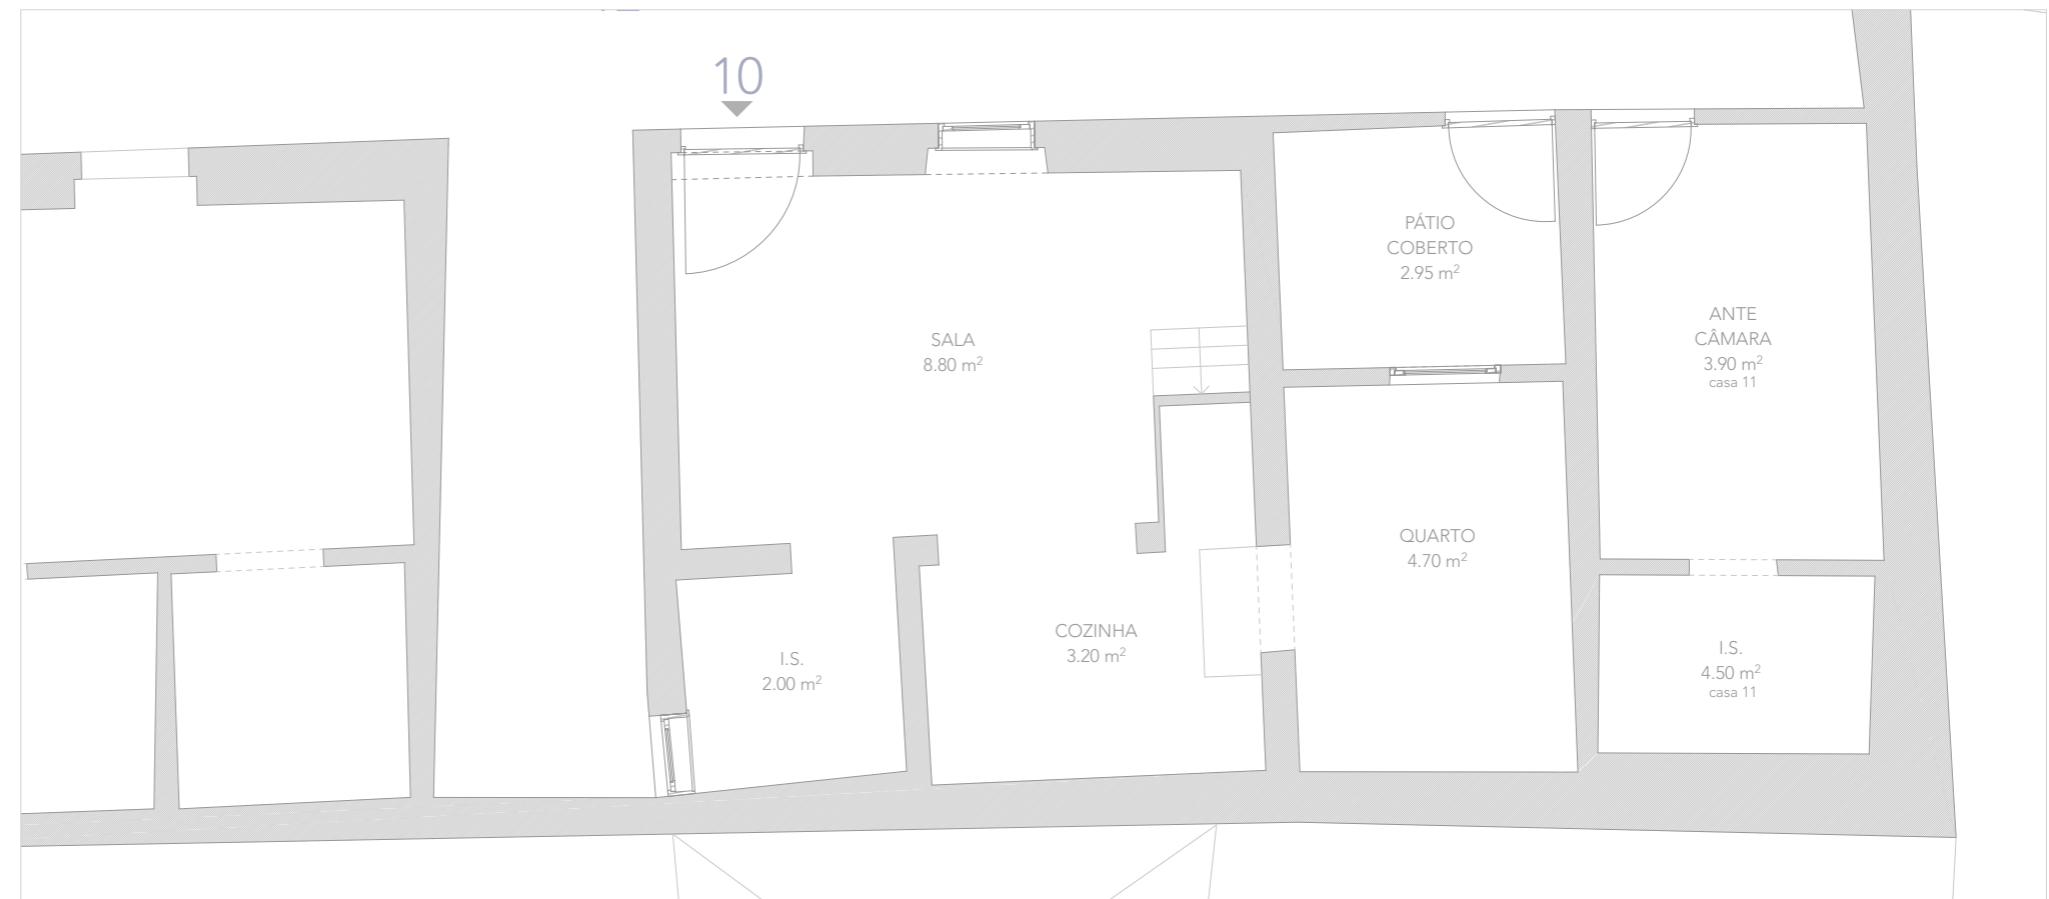 10
PÁTIO
COBERTO
2.95 m²
SALA
8.80 m²
ANTE
CÂMARA
3.90 m²
casa 11
QUARTO
4.70 m²
COZINHA
3.20 m²
I.S.
2.00 m²
I.S.
4.50 m²
casa 11